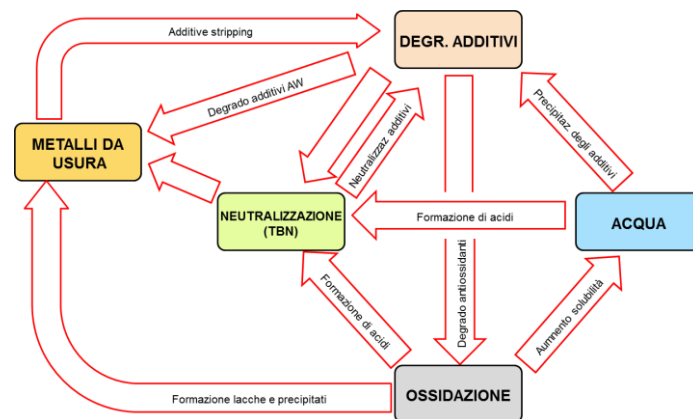 Additive stripping
DEGR. ADDITIVI
Degrado additivi AW
Neutralizzaz. additivi
Precipitaz. degli additivi
METALLI DA
USURA
NEUTRALIZZAZIONE
(TBN)
Formazione di acidi
ACQUA
Formazione di acidi
Degrado antiossidanti
Aumnento solubilità
Formazione lacche e precipitati
OSSIDAZIONE